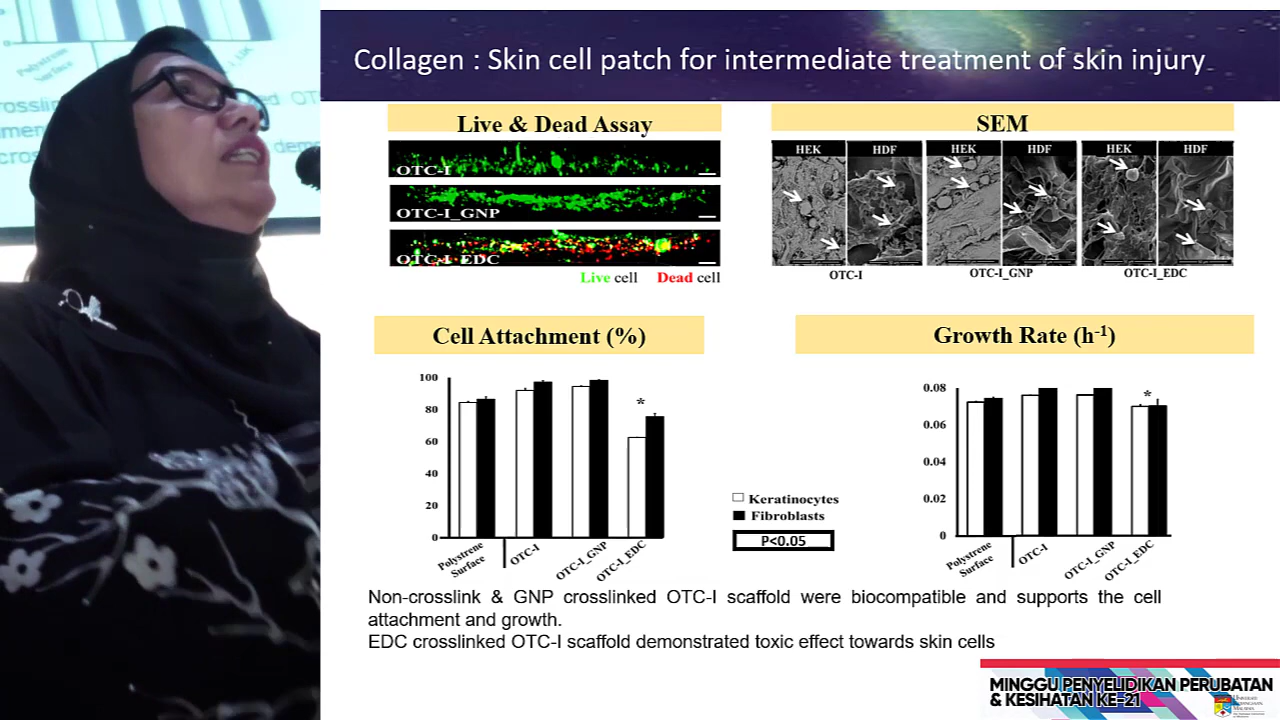 Collagen : Skin cell patch for intermediate treatment of skin injury
Live & Dead Assay
OTC-I
OTC-I_GNP
OTC-I_EDC
Live cell Dead cell
SEM
HEK HDF HEK HDF HEK HDF
OTC-I OTC-I_GNP OTC-I_EDC
Cell Attachment (%)
100
80
60
40
20
0
*
Polystrene
Surface
OTC-I
OTC-I_GNP
OTC-I_EDC
Keratinocytes
Fibroblasts
P<0.05
Growth Rate (h-1)
0.08
0.06
0.04
0.02
0
*
Polystrene
Surface
OTC-I
OTC-I_GNP
OTC-I_EDC
Non-crosslink & GNP crosslinked OTC-I scaffold were biocompatible and supports the cell
attachment and growth.
EDC crosslinked OTC-I scaffold demonstrated toxic effect towards skin cells
MINGGU PENYELIDIKAN PERUBATAN
& KESIHATAN KE-21
Polystrene
Surface